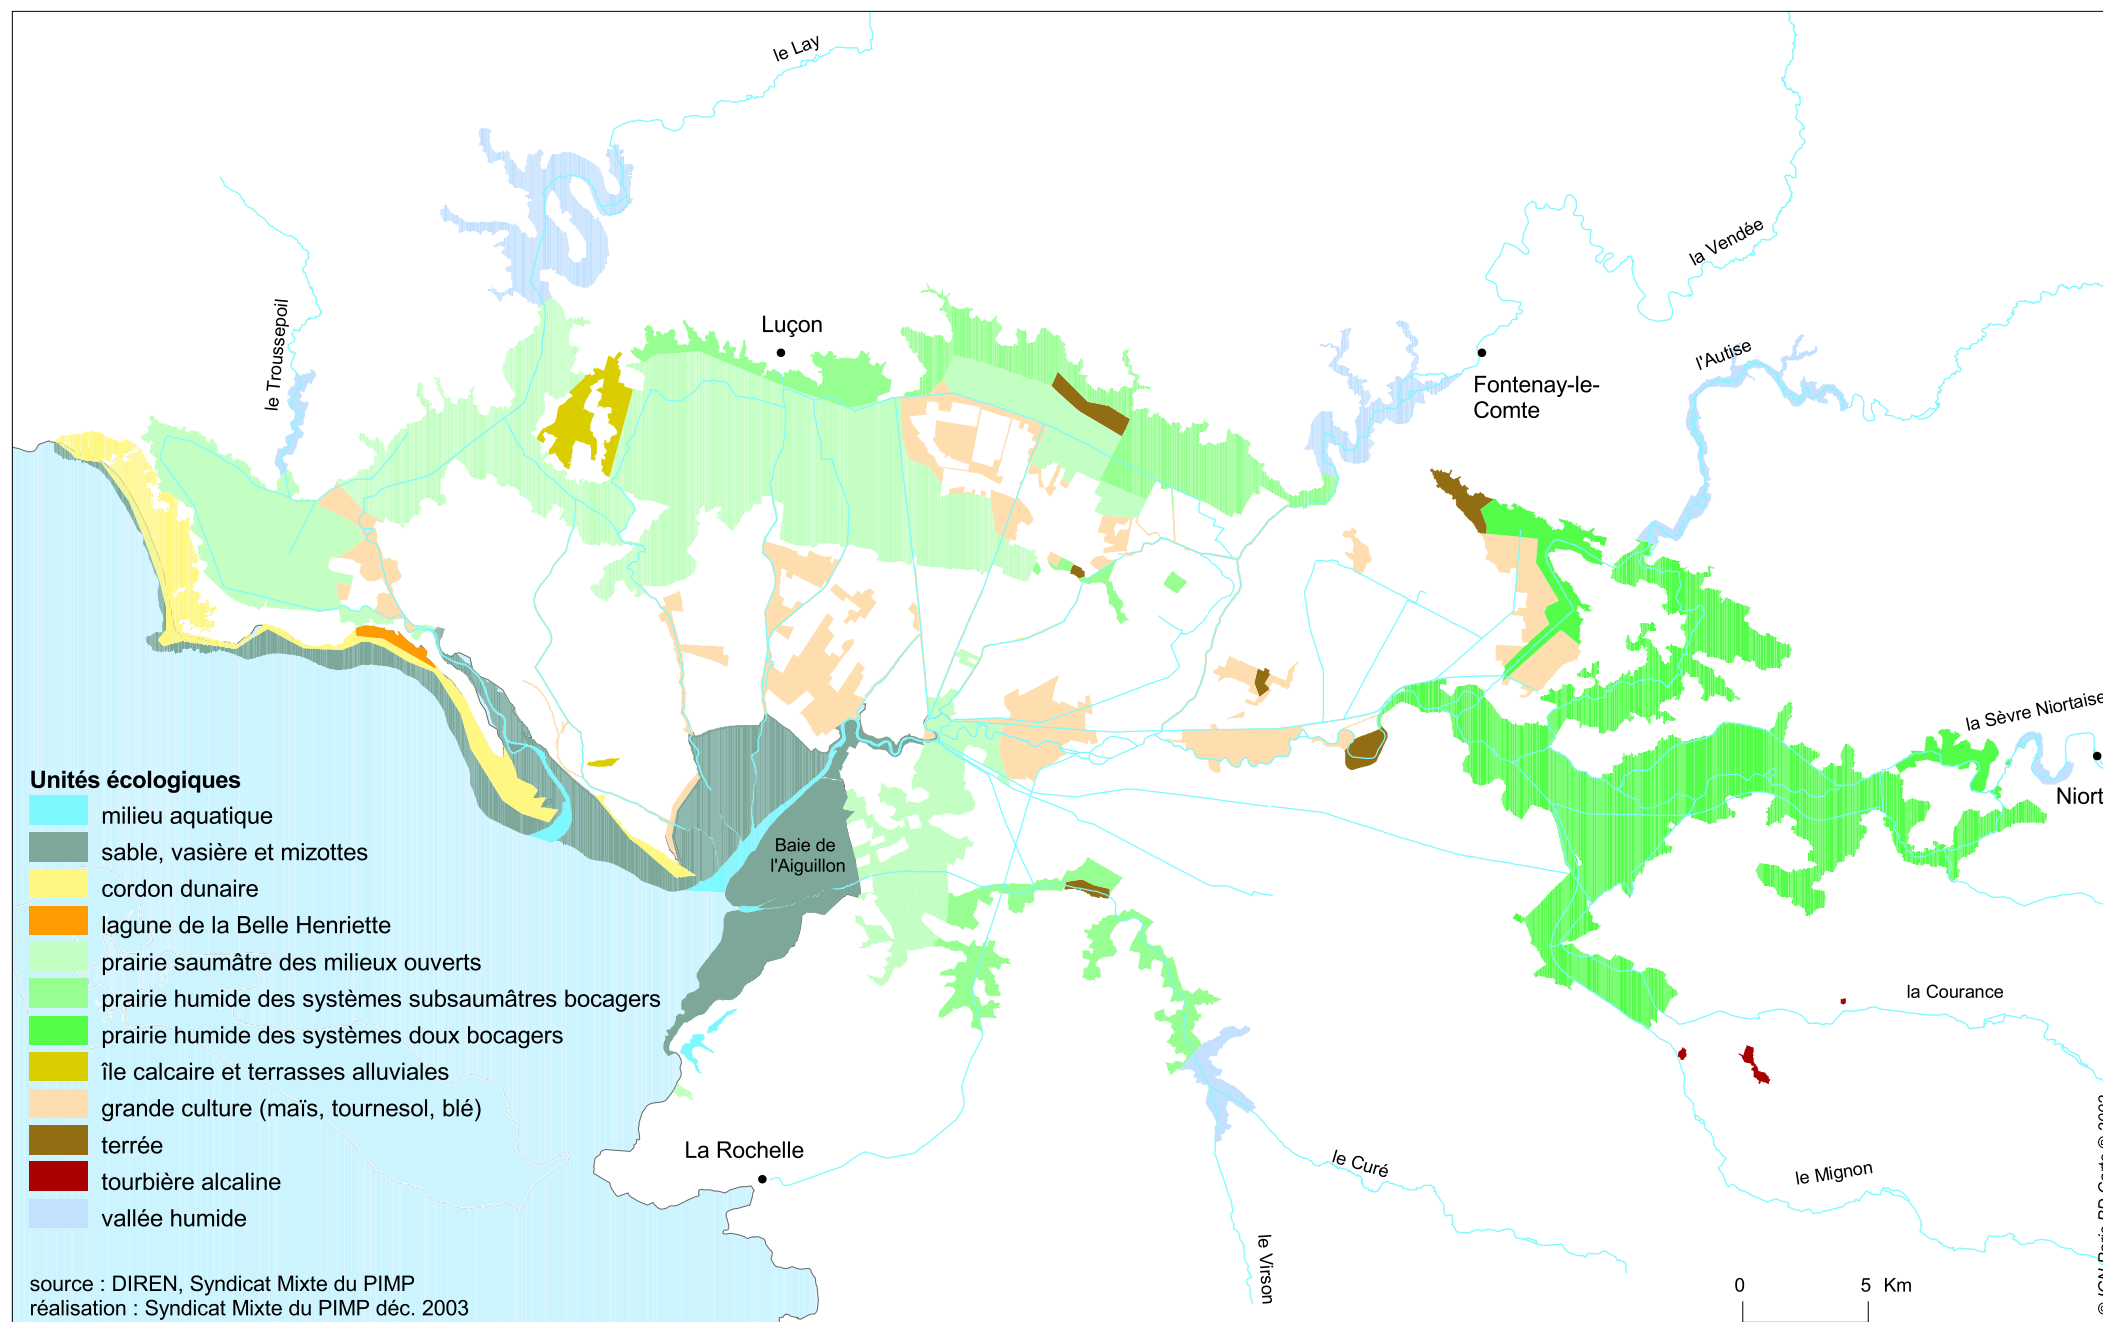 le Lay
la Vendée
le Troussepoil
Luçon
l'Autise
Fontenay-le-
Comte
la Sèvre Niortaise
Niort
Unités écologiques
milieu aquatique
sable, vasière et mizottes
cordon dunaire
lagune de la Belle Henriette
prairie saumâtre des milieux ouverts
prairie humide des systèmes subsaumâtres bocagers
prairie humide des systèmes doux bocagers
île calcaire et terrasses alluviales
grande culture (maïs, tournesol, blé)
terrée
tourbière alcaline
vallée humide
Baie de
l'Aiguillon
la Courance
La Rochelle
le Curé
le Mignon
le Virson
source : DIREN, Syndicat Mixte du PIMP
réalisation : Syndicat Mixte du PIMP déc. 2003
0 5 Km